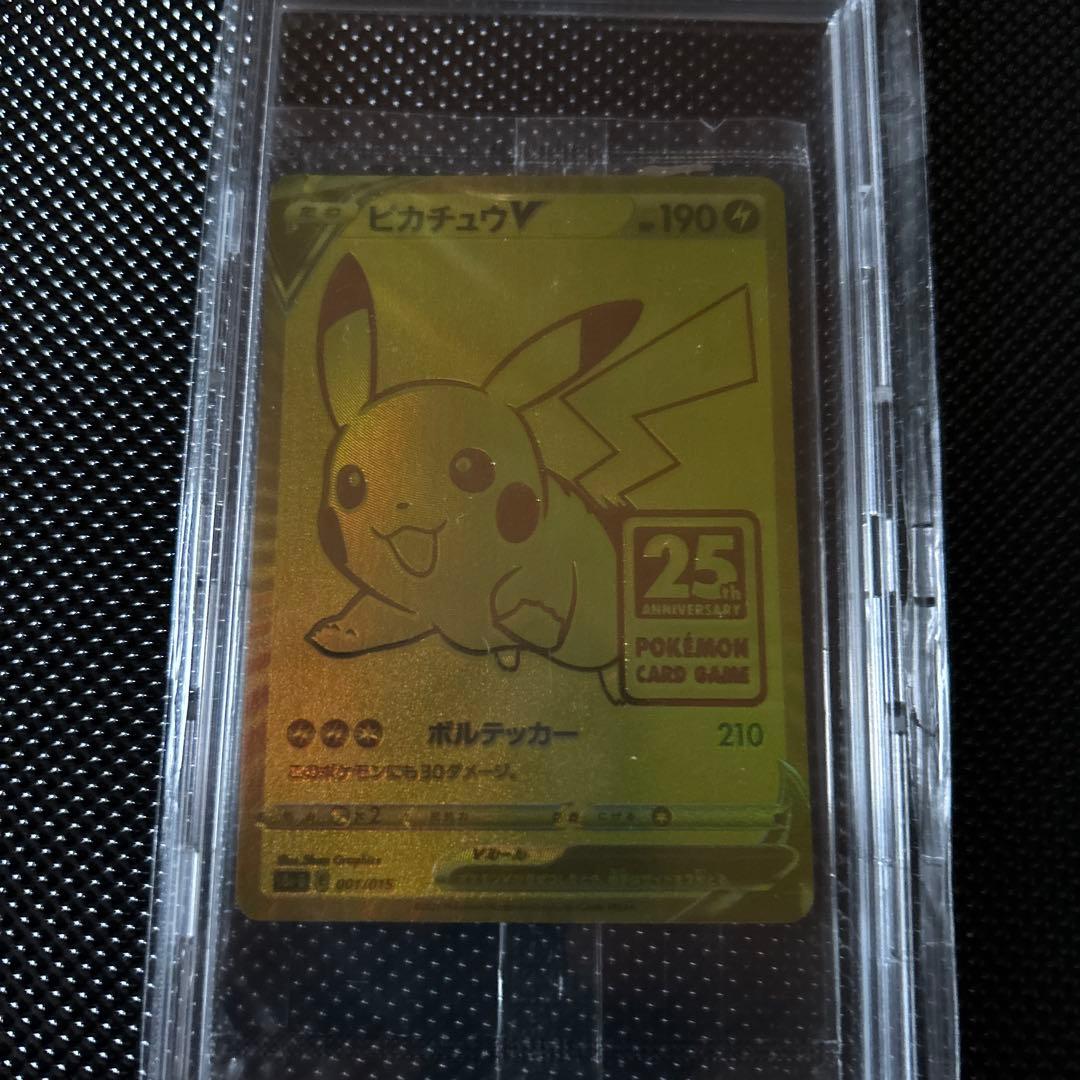 ピカチュウV
190
25th
ANNIVERSARY
POKÉMON
CARD GAME
ボルテッカー 210
このポケモンにも30ダメージ。
×2
Vルール
001/015